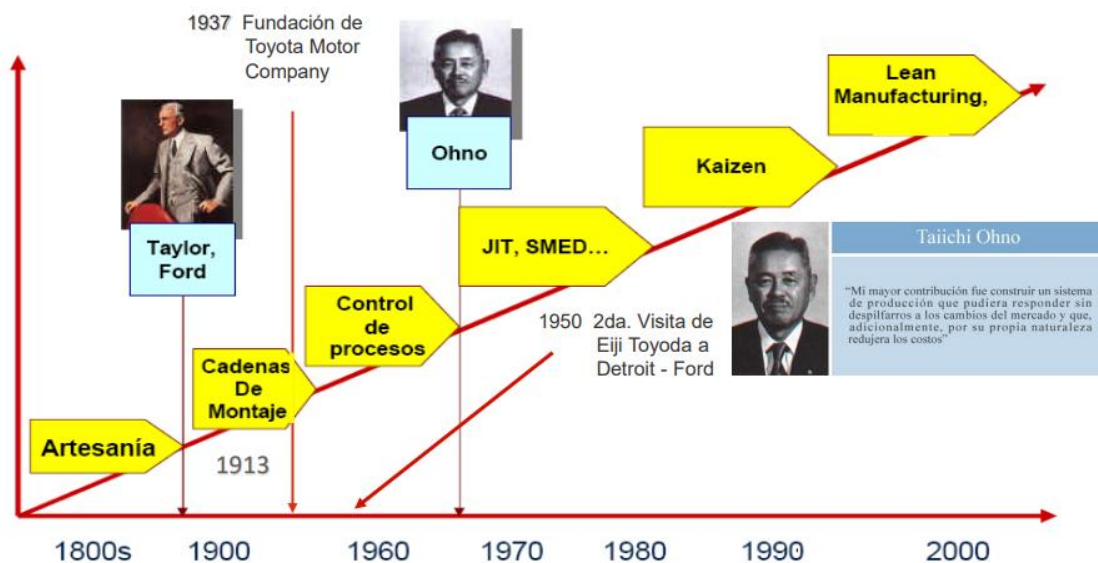 1937 Fundación de
Toyota Motor
Company
Lean
Manufacturing,
Ohno
Kaizen
Taylor,
Ford
JIT, SMED...
Taiichi Ohno
“Mi mayor contribución fue construir un sistema
de producción que pudiera responder sin
despilfarros a los cambios del mercado y que,
adicionalmente, por su propia naturaleza
redujera los costos”
Control
de
procesos
1950 2da. Visita de
Eiji Toyoda a
Detroit - Ford
Cadenas
De
Montaje
Artesanía
1913
1800s 1900 1960 1970 1980 1990 2000